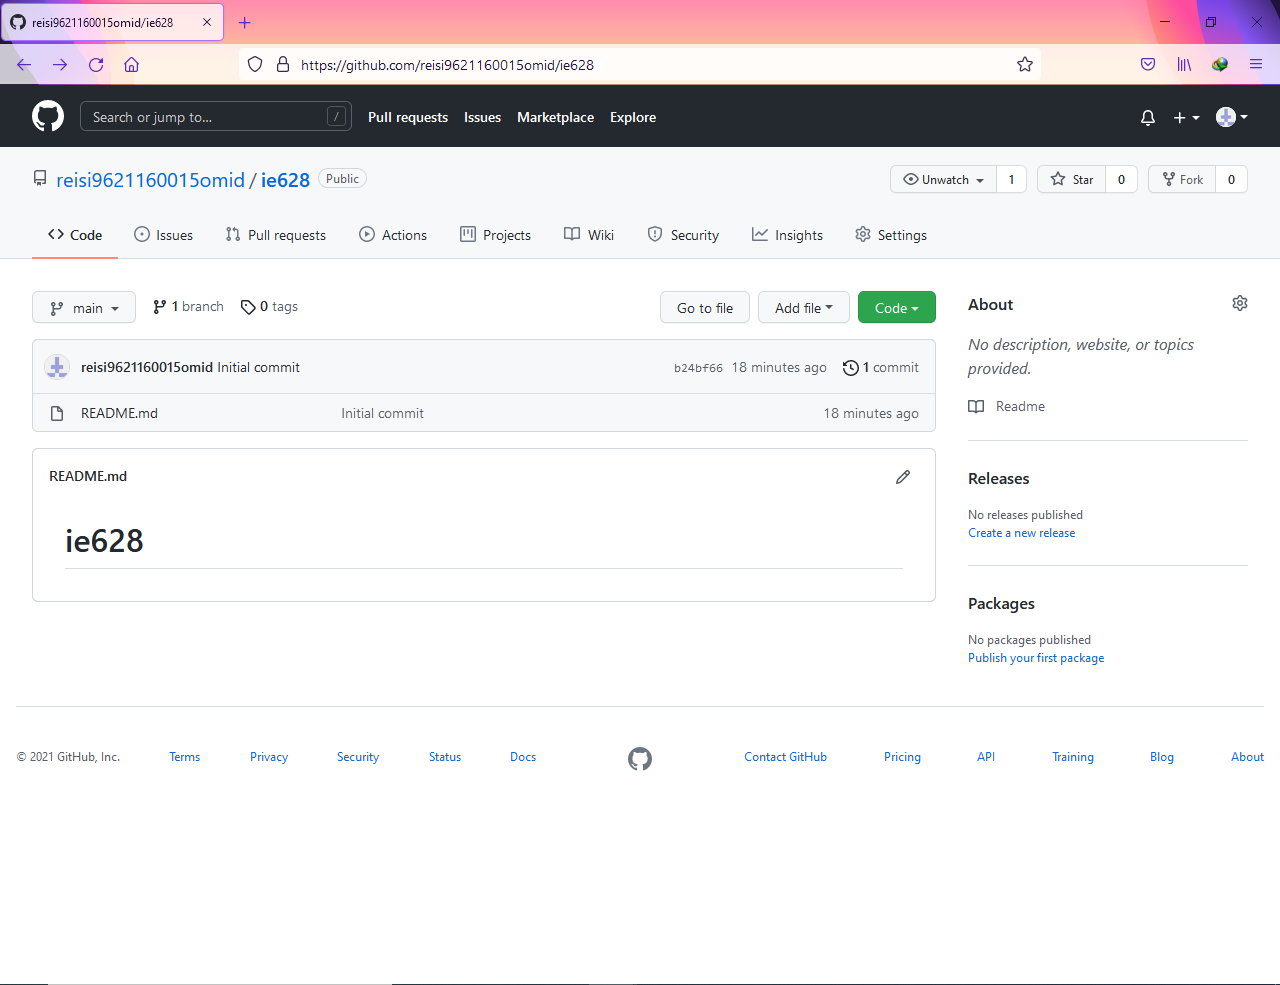 reisi9621160015omid/ie628
https://github.com/reisi9621160015omid/ie628
Search or jump to... / Pull requests Issues Marketplace Explore
reisi9621160015omid / ie628 Public Unwatch 1 Star 0 Fork 0
Code Issues Pull requests Actions Projects Wiki Security Insights Settings
main 1 branch 0 tags Go to file Add file Code
reisi9621160015omid Initial commit b24bf66 18 minutes ago 1 commit
README.md Initial commit 18 minutes ago
README.md
ie628
About
No description, website, or topics
provided.
Readme
Releases
No releases published
Create a new release
Packages
No packages published
Publish your first package
© 2021 GitHub, Inc. Terms Privacy Security Status Docs Contact GitHub Pricing API Training Blog About